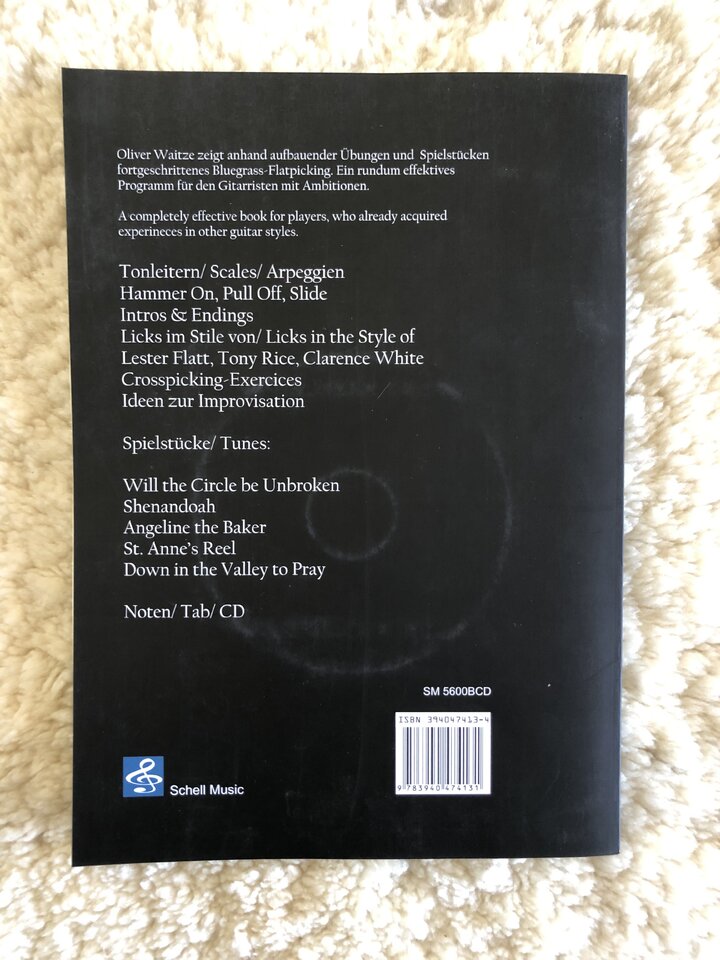 Oliver Waitze zeigt anhand aufbauender Übungen und Spielstücken
fortgeschrittenes Bluegrass-Flatpicking. Ein rundum effektives
Programm für den Gitarristen mit Ambitionen.
A completely effective book for players, who already acquired
experineces in other guitar styles.
Tonleitern/ Scales/ Arpeggien
Hammer On, Pull Off, Slide
Intros & Endings
Licks im Stile von/ Licks in the Style of
Lester Flatt, Tony Rice, Clarence White
Crosspicking-Exercices
Ideen zur Improvisation
Spielstücke/ Tunes:
Will the Circle be Unbroken
Shenandoah
Angeline the Baker
St. Anne's Reel
Down in the Valley to Pray
Noten/ Tab/ CD
SM 5600BCD
ISBN 394047413-4
9 783940 474131
Schell Music